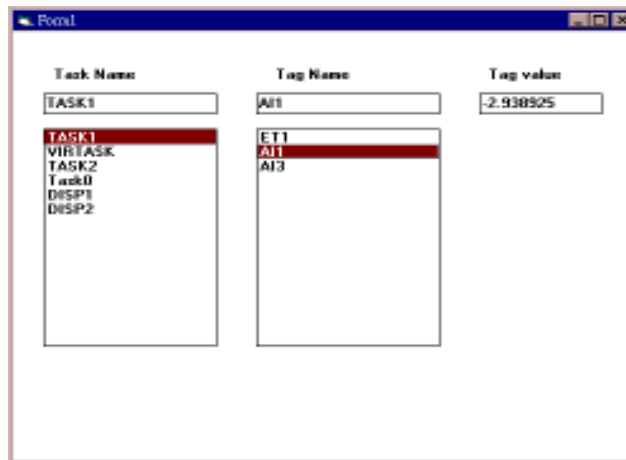 Form1
Task Name
Tag Name
Tag value
TASK1
AI1
-2.938925
TASK1
VIRTASK
TASK2
Task0
DISP1
DISP2
ET1
AI1
AI3